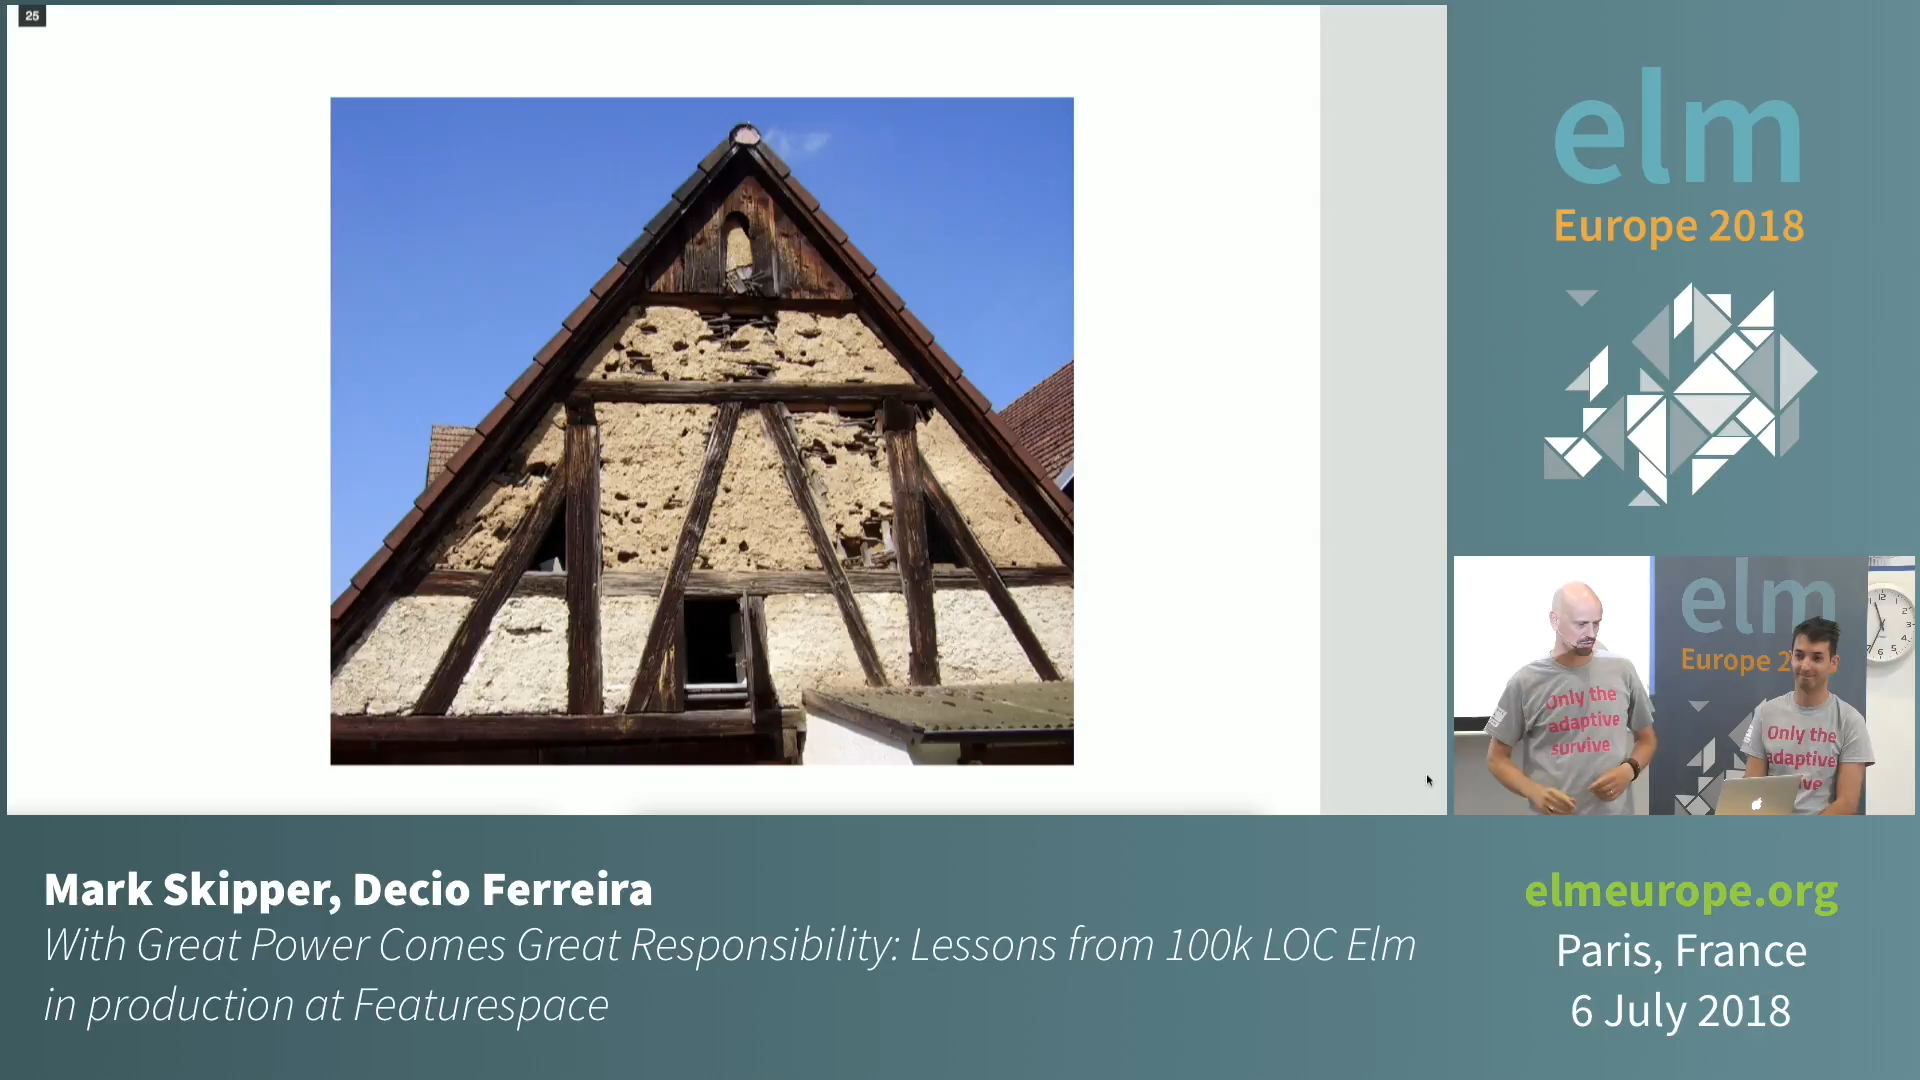 25
elm
Europe 2018
elm
Europe 2
Only the
adaptive
survive
Only the
adaptive
ive
12
Mark Skipper, Decio Ferreira
With Great Power Comes Great Responsibility: Lessons from 100k LOC Elm
in production at Featurespace
elmeurope.org
Paris, France
6 July 2018